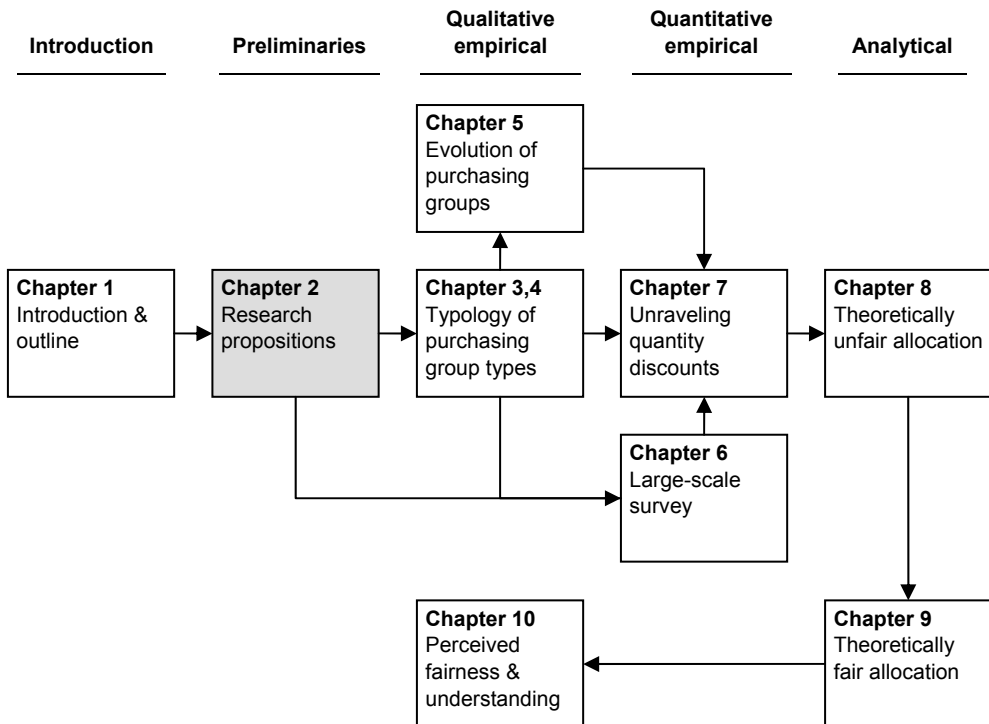 Introduction
Preliminaries
Qualitative
empirical
Quantitative
empirical
Analytical
Chapter 5
Evolution of
purchasing
groups
Chapter 1
Introduction &
outline
Chapter 2
Research
propositions
Chapter 3,4
Typology of
purchasing
group types
Chapter 7
Unraveling
quantity
discounts
Chapter 8
Theoretically
unfair allocation
Chapter 6
Large-scale
survey
Chapter 10
Perceived
fairness &
understanding
Chapter 9
Theoretically
fair allocation